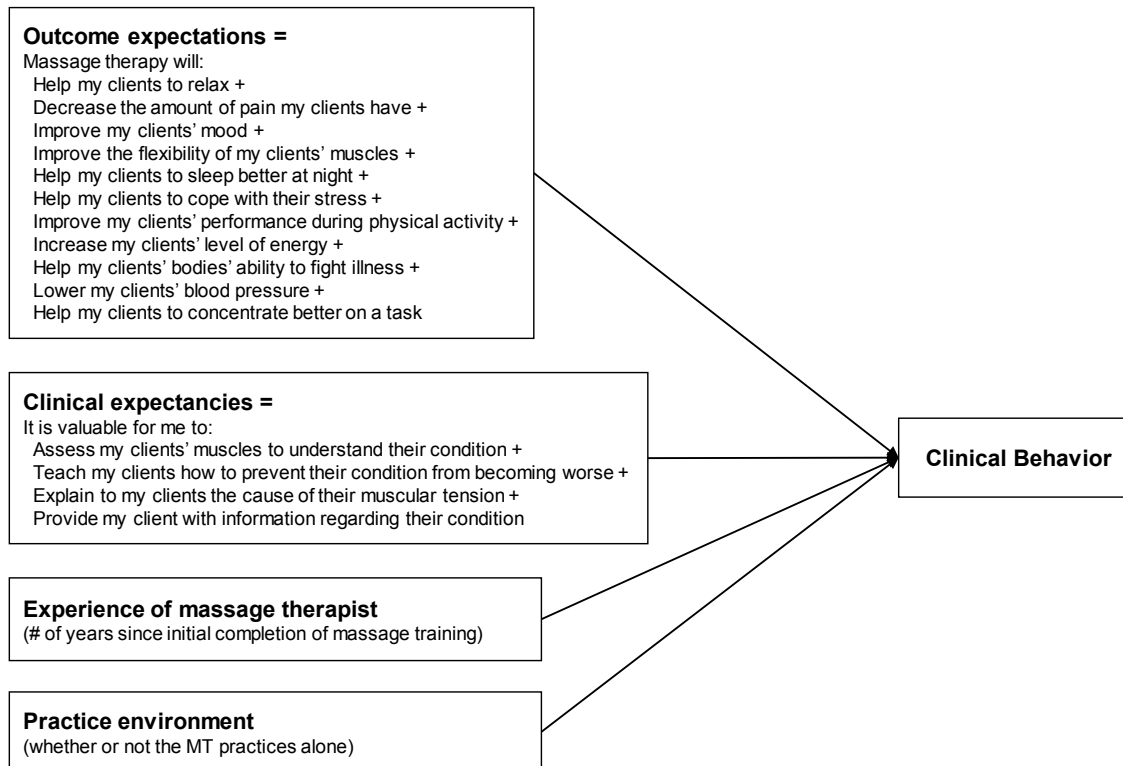 Outcome expectations =
Massage therapy will:
Help my clients to relax +
Decrease the amount of pain my clients have +
Improve my clients’ mood +
Improve the flexibility of my clients’ muscles +
Help my clients to sleep better at night +
Help my clients to cope with their stress +
Improve my clients’ performance during physical activity +
Increase my clients’ level of energy +
Help my clients’ bodies’ ability to fight illness +
Lower my clients’ blood pressure +
Help my clients to concentrate better on a task
Clinical expectancies =
It is valuable for me to:
Assess my clients’ muscles to understand their condition +
Teach my clients how to prevent their condition from becoming worse +
Explain to my clients the cause of their muscular tension +
Provide my client with information regarding their condition
Clinical Behavior
Experience of massage therapist
(# of years since initial completion of massage training)
Practice environment
(whether or not the MT practices alone)